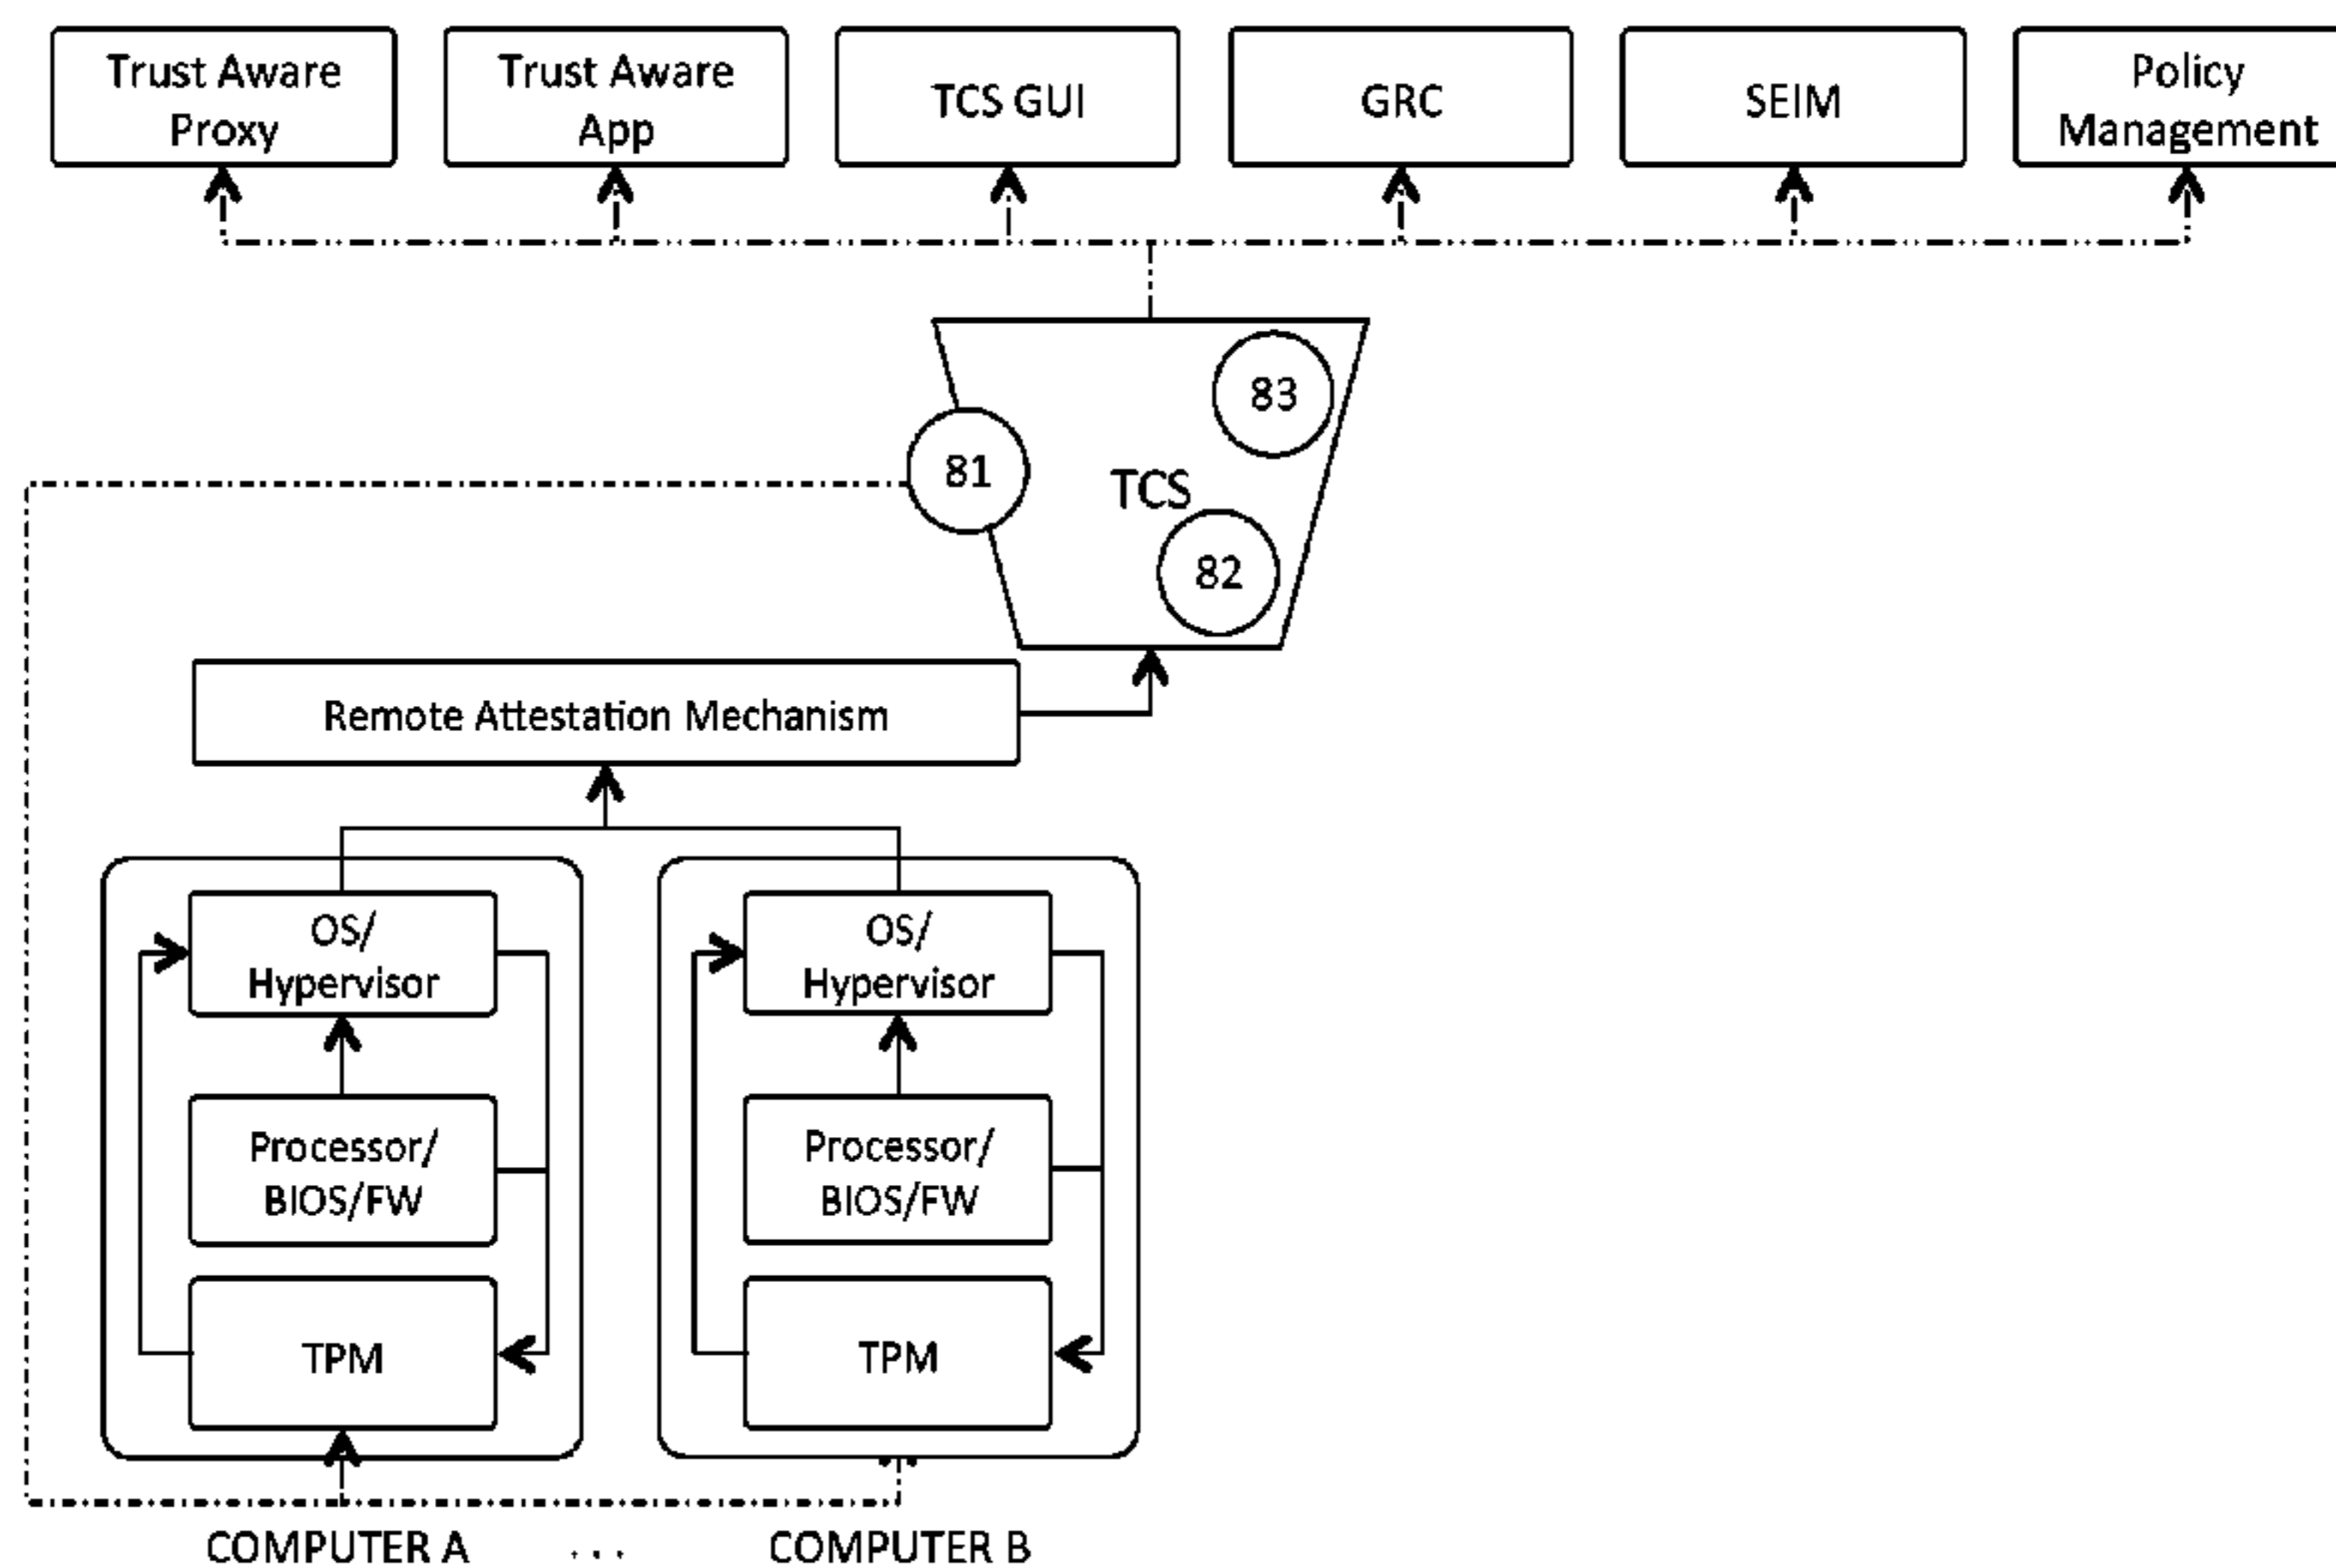 Trust Aware
Proxy
Trust Aware
App
TCS GUI
GRC
SEIM
Policy
Management
83
81
TCS
82
Remote Attestation Mechanism
OS/
Hypervisor
Processor/
BIOS/FW
TPM
OS/
Hypervisor
Processor/
BIOS/FW
TPM
COMPUTER A ... COMPUTER B